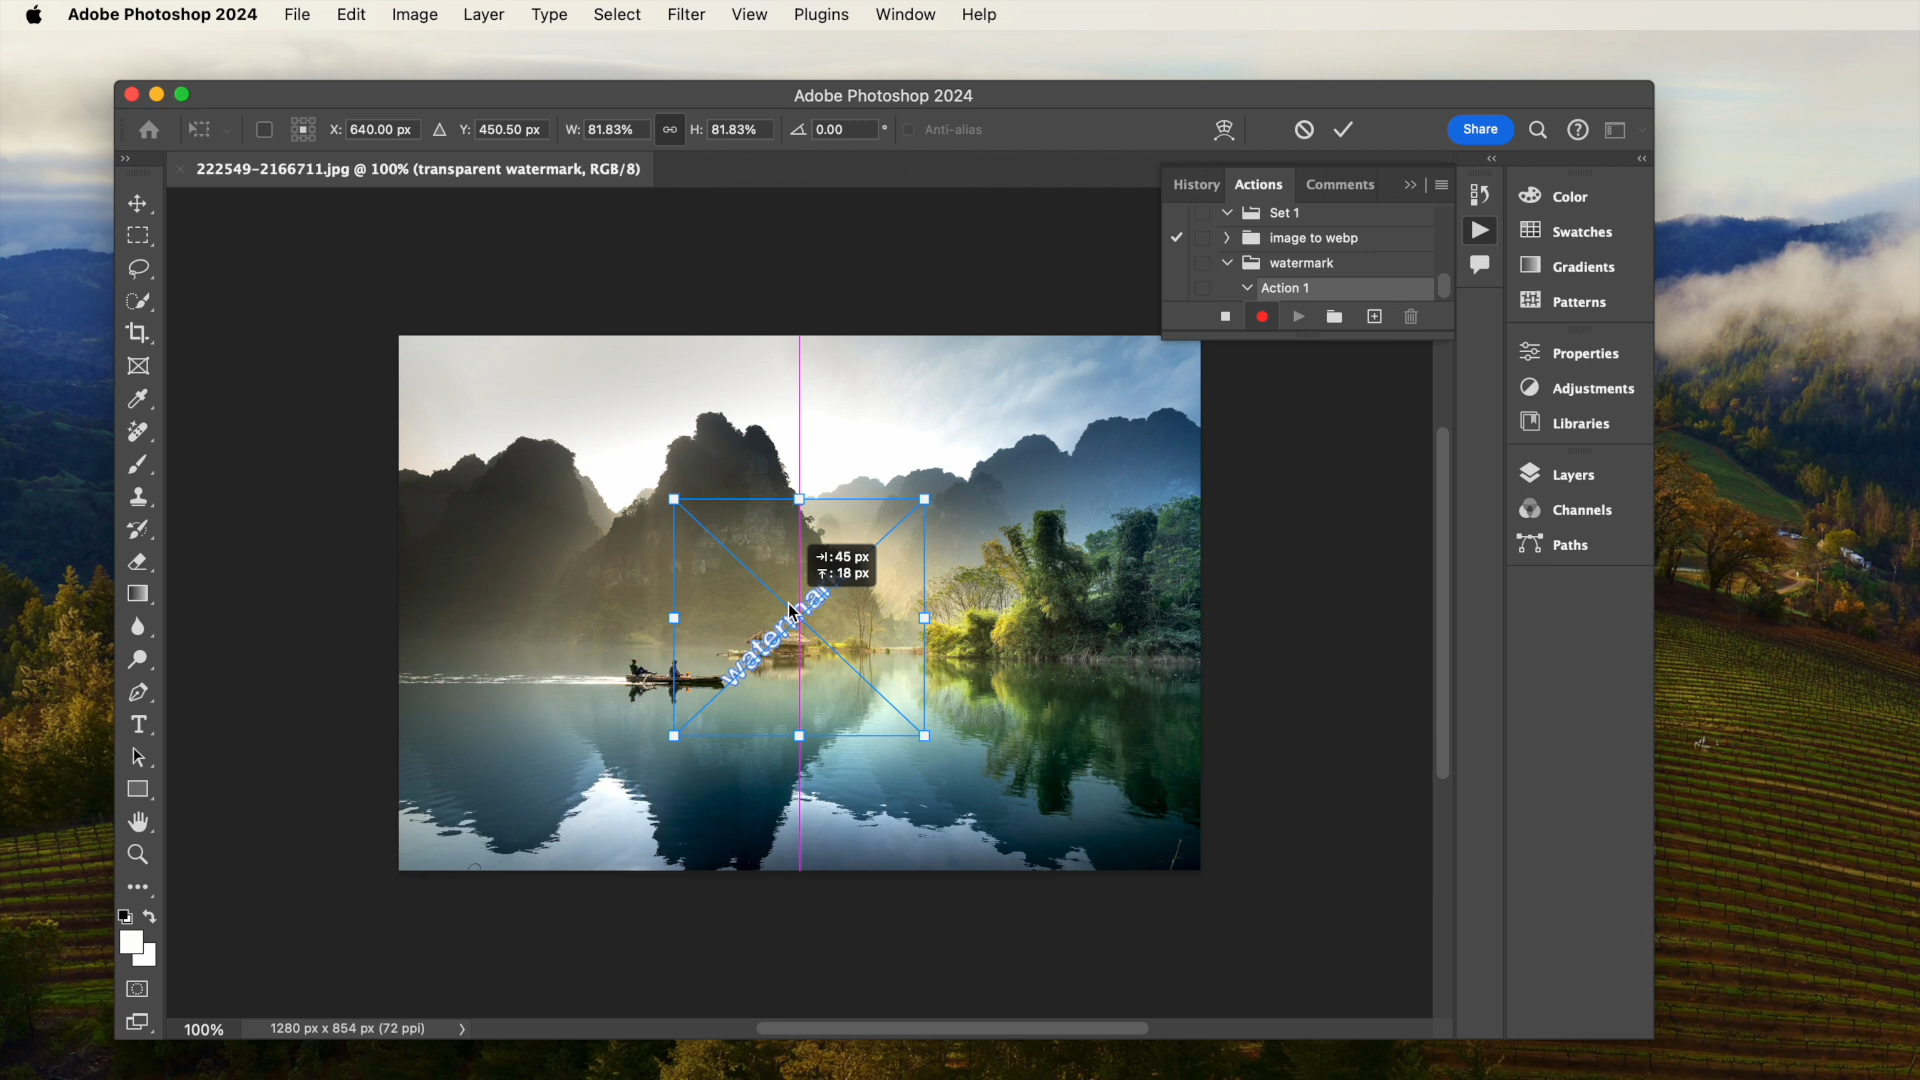 Adobe Photoshop 2024 File Edit Image Layer Type Select Filter View Plugins Window Help
Adobe Photoshop 2024
X: 640.00 px Y: 450.50 px W: 81.83% H: 81.83% 0.00 ° Anti-alias Share
222549-2166711.jpg @ 100% (transparent watermark, RGB/8)
History Actions Comments
Set 1
image to webp
watermark
Action 1
Color
Swatches
Gradients
Patterns
Properties
Adjustments
Libraries
Layers
Channels
Paths
: 45 px
: 18 px
100% 1280 px x 854 px (72 ppi)